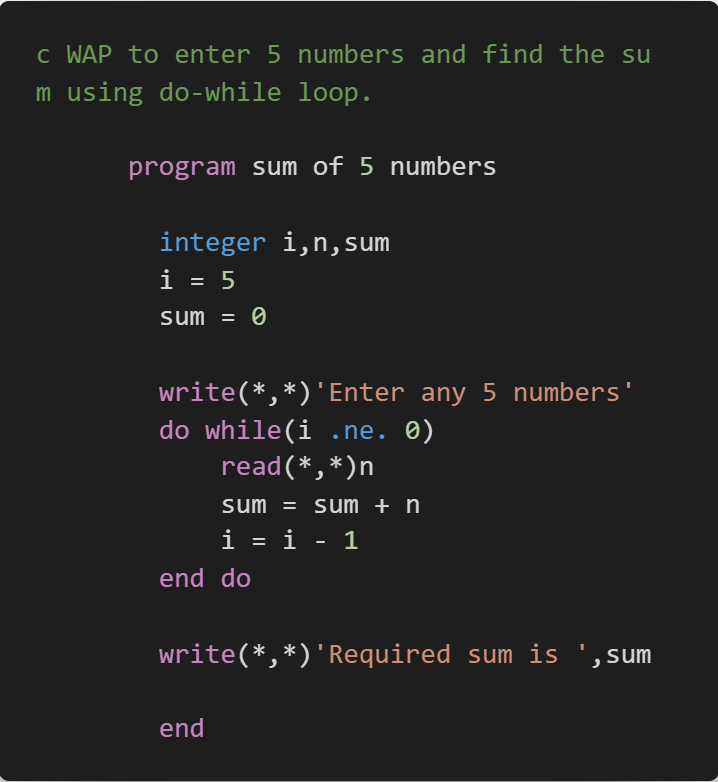 c WAP to enter 5 numbers and find the su
m using do-while loop.
program sum of 5 numbers
integer i,n,sum
i = 5
sum = 0
write(*,*)'Enter any 5 numbers'
do while(i .ne. 0)
read(*,*)n
sum = sum + n
i = i - 1
end do
write(*,*)'Required sum is ',sum
end